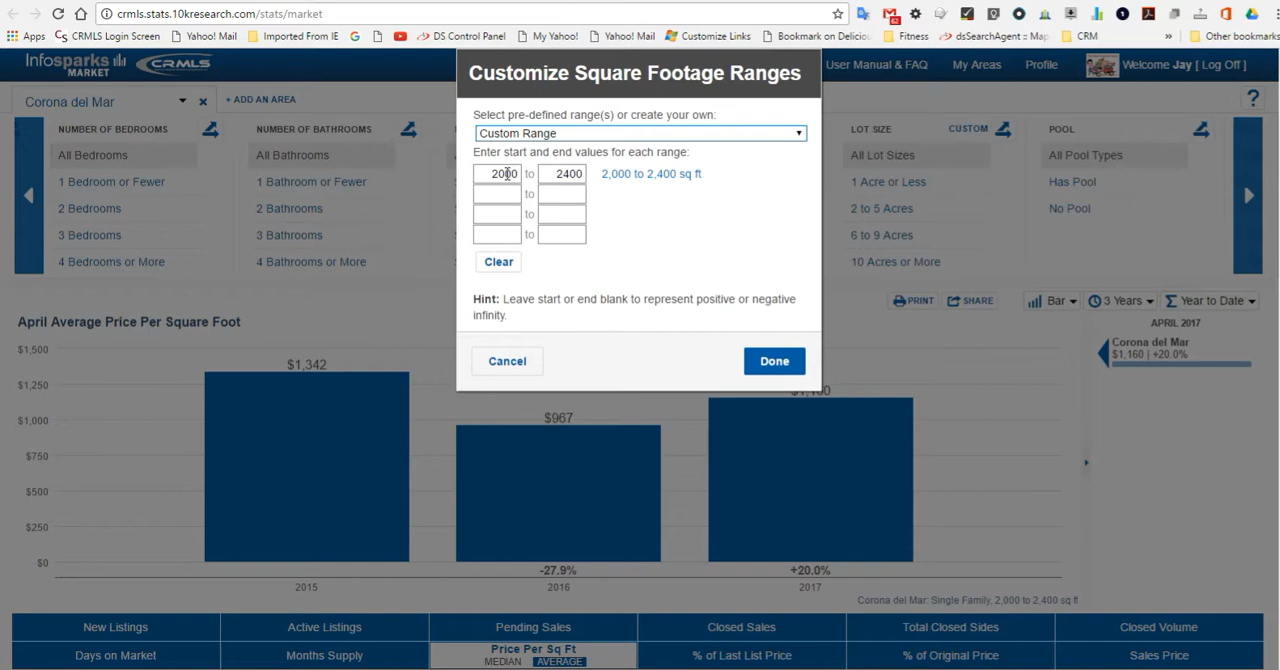 crmls.stats.10kresearch.com/stats/market
62
Apps CRMLS Login Screen Yahoo! Mail Imported From IE DS Control Panel My Yahoo! Yahoo! Mail Customize Links Bookmark on Deliciou Fitness dsSearchAgent :: Map CRM » Other bookmarks
Infosparks MARKET CRMLS User Manual & FAQ My Areas Profile Welcome Jay [ Log Off ]
Corona del Mar + ADD AN AREA ?
Customize Square Footage Ranges
Select pre-defined range(s) or create your own:
Custom Range
Enter start and end values for each range:
2000 to 2400 2,000 to 2,400 sq ft
to
to
to
Clear
Hint: Leave start or end blank to represent positive or negative
infinity.
Cancel Done
NUMBER OF BEDROOMS
All Bedrooms
1 Bedroom or Fewer
2 Bedrooms
3 Bedrooms
4 Bedrooms or More
NUMBER OF BATHROOMS
All Bathrooms
1 Bathroom or Fewer
2 Bathrooms
3 Bathrooms
4 Bathrooms or More
LOT SIZE CUSTOM
All Lot Sizes
1 Acre or Less
2 to 5 Acres
6 to 9 Acres
10 Acres or More
POOL
All Pool Types
Has Pool
No Pool
PRINT SHARE Bar 3 Years Σ Year to Date
April Average Price Per Square Foot
APRIL 2017
Corona del Mar
$1,160 | +20.0%
$1,500
$1,250
$1,000
$750
$500
$250
$0
$1,342
$967
$1,160
-27.9% +20.0%
2015 2016 2017
Corona del Mar: Single Family, 2,000 to 2,400 sq ft
New Listings Active Listings Pending Sales Closed Sales Total Closed Sides Closed Volume
Days on Market Months Supply Price Per Sq Ft MEDIAN AVERAGE % of Last List Price % of Original Price Sales Price